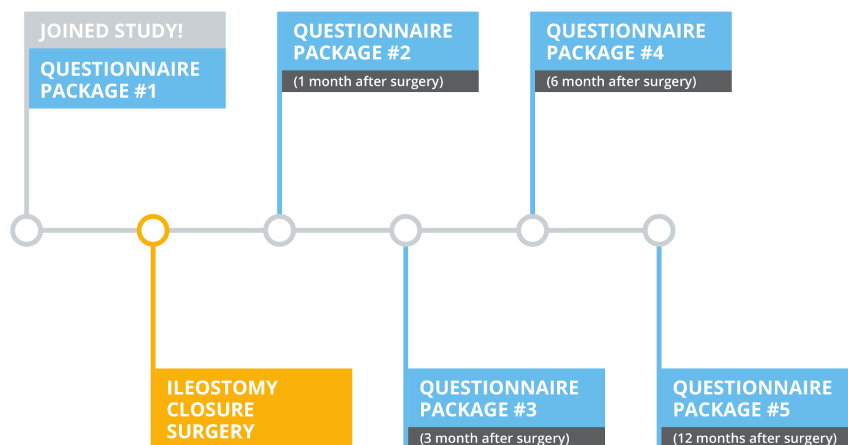 JOINED STUDY!
QUESTIONNAIRE
PACKAGE #1
QUESTIONNAIRE
PACKAGE #2
(1 month after surgery)
QUESTIONNAIRE
PACKAGE #4
(6 month after surgery)
ILEOSTOMY
CLOSURE
SURGERY
QUESTIONNAIRE
PACKAGE #3
(3 month after surgery)
QUESTIONNAIRE
PACKAGE #5
(12 months after surgery)